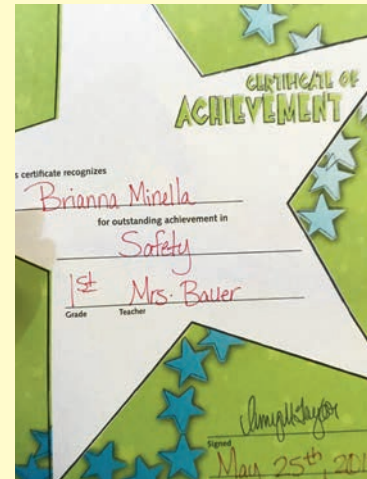 CERTIFICATE OF
ACHIEVEMENT
s certificate recognizes
Brianna Minella
for outstanding achievement in
Safety
1st Mrs. Bauer
Grade Teacher
Signed
May 25th, 201